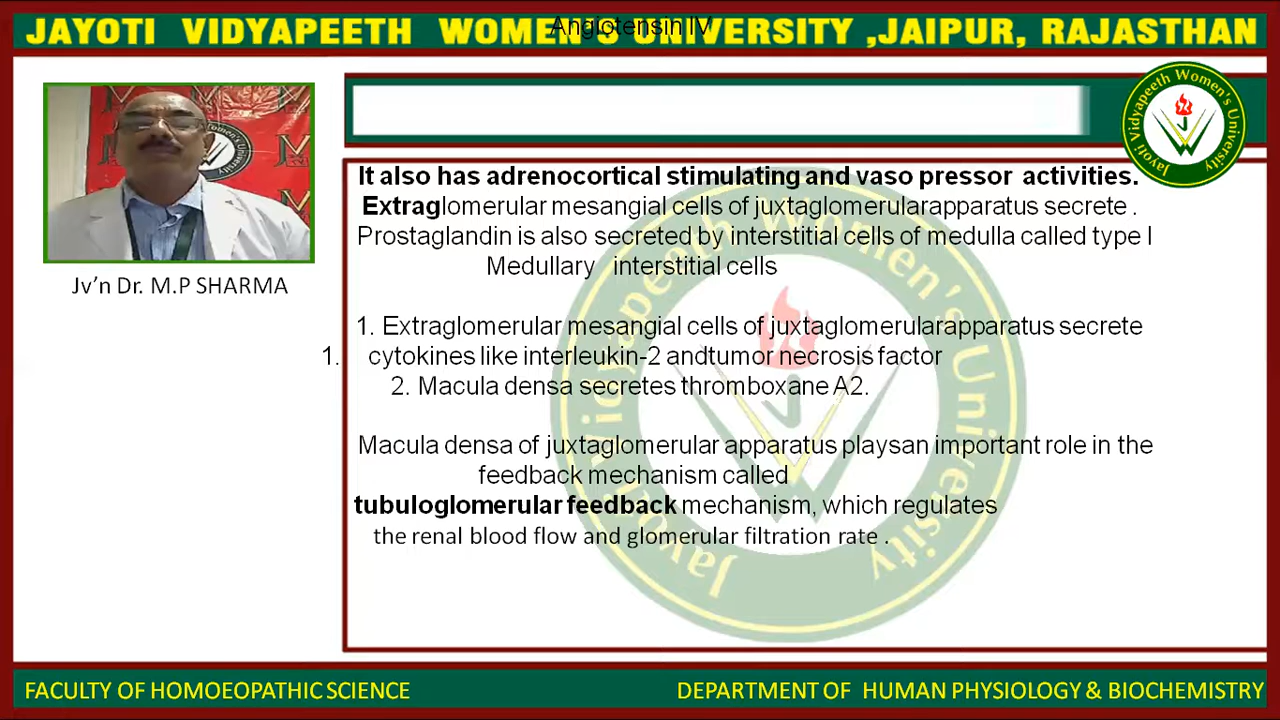 Angiotensin IV
JAYOTI VIDYAPEETH WOMEN'S UNIVERSITY ,JAIPUR, RAJASTHAN
Jayoti Vidyapeeth Women's University
It also has adrenocortical stimulating and vaso pressor activities.
Extraglomerular mesangial cells of juxtaglomerularapparatus secrete .
Prostaglandin is also secreted by interstitial cells of medulla called type I
Medullary interstitial cells
1. Extraglomerular mesangial cells of juxtaglomerularapparatus secrete
1. cytokines like interleukin-2 andtumor necrosis factor
2. Macula densa secretes thromboxane A2.
Macula densa of juxtaglomerular apparatus playsan important role in the
feedback mechanism called
tubuloglomerular feedback mechanism, which regulates
the renal blood flow and glomerular filtration rate .
Jv'n Dr. M.P SHARMA
FACULTY OF HOMOEOPATHIC SCIENCE
DEPARTMENT OF HUMAN PHYSIOLOGY & BIOCHEMISTRY